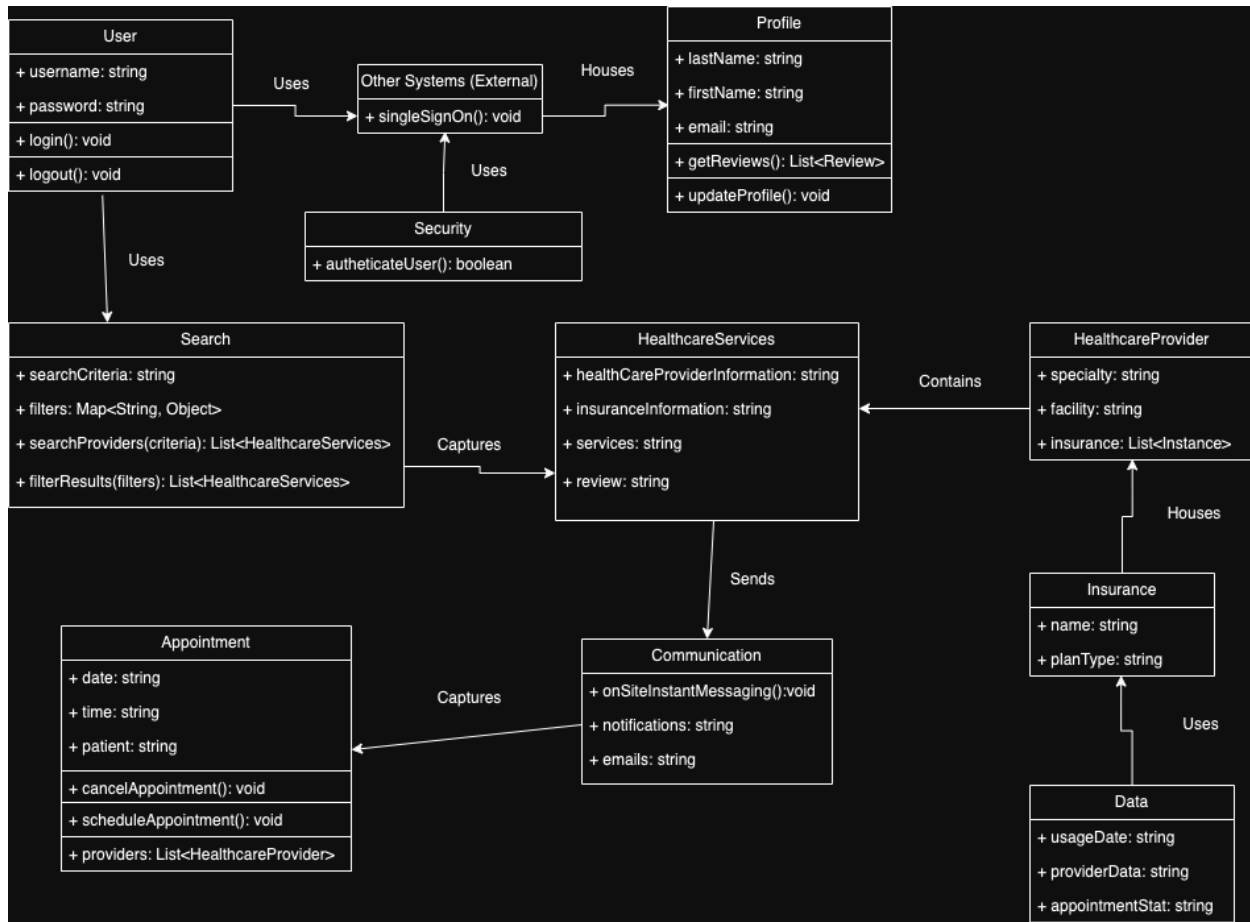 User
+ username: string
+ password: string
+ login(): void
+ logout(): void
Uses
Other Systems (External)
+ singleSignOn(): void
Houses
Profile
+ lastName: string
+ firstName: string
+ email: string
+ getReviews(): List<Review>
+ updateProfile(): void
Uses
Security
+ autheticateUser(): boolean
Uses
Search
+ searchCriteria: string
+ filters: Map<String, Object>
+ searchProviders(criteria): List<HealthcareServices>
+ filterResults(filters): List<HealthcareServices>
Captures
HealthcareServices
+ healthCareProviderInformation: string
+ insuranceInformation: string
+ services: string
+ review: string
Contains
HealthcareProvider
+ specialty: string
+ facility: string
+ insurance: List<Instance>
Houses
Sends
Insurance
+ name: string
+ planType: string
Appointment
+ date: string
+ time: string
+ patient: string
+ cancelAppointment(): void
+ scheduleAppointment(): void
+ providers: List<HealthcareProvider>
Captures
Communication
+ onSiteInstantMessaging():void
+ notifications: string
+ emails: string
Uses
Data
+ usageDate: string
+ providerData: string
+ appointmentStat: string